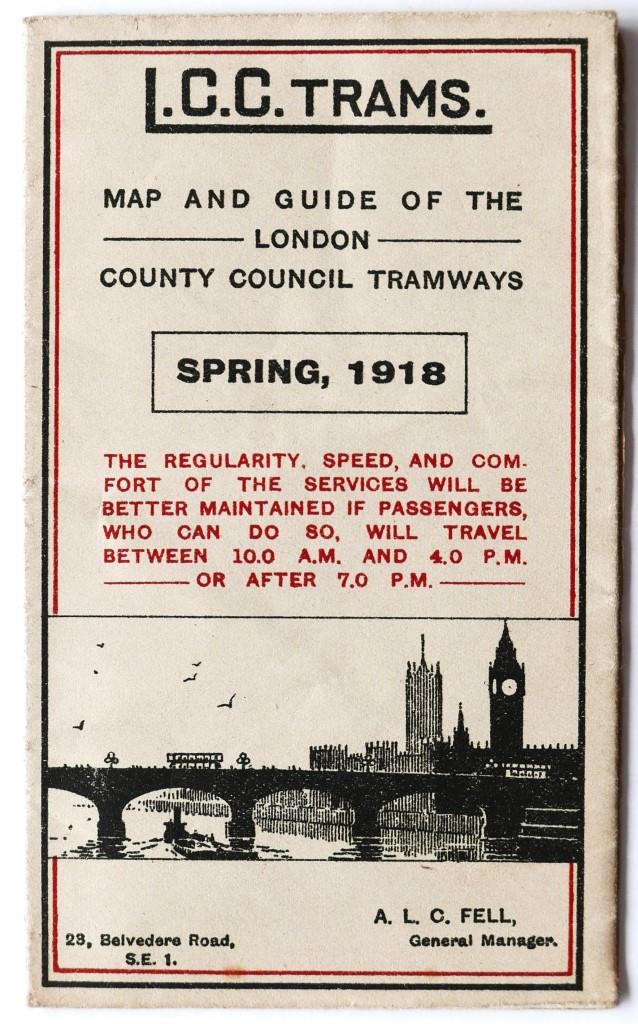 L.C.C. TRAMS.
MAP AND GUIDE OF THE
LONDON
COUNTY COUNCIL TRAMWAYS
SPRING, 1918
THE REGULARITY, SPEED, AND COM-
FORT OF THE SERVICES WILL BE
BETTER MAINTAINED IF PASSENGERS,
WHO CAN DO SO, WILL TRAVEL
BETWEEN 10.0 A.M. AND 4.0 P.M.
OR AFTER 7.0 P.M.
A. L. C. FELL,
General Manager.
23, Belvedere Road,
S.E. 1.